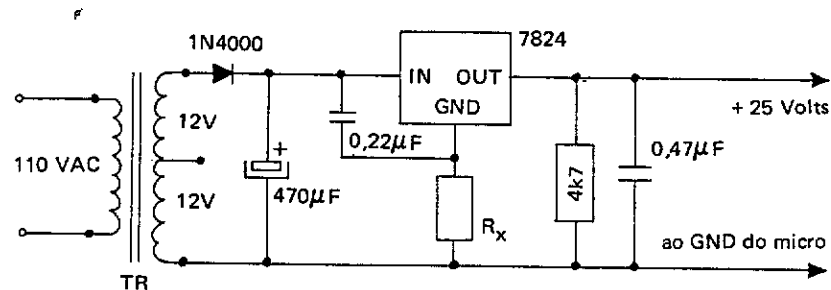 1N4000
7824
IN OUT
GND
+ 25 Volts
12V
0,22μF
0,47μF
110 VAC
+
4k7
12V
470μF
Rx
ao GND do micro
TR